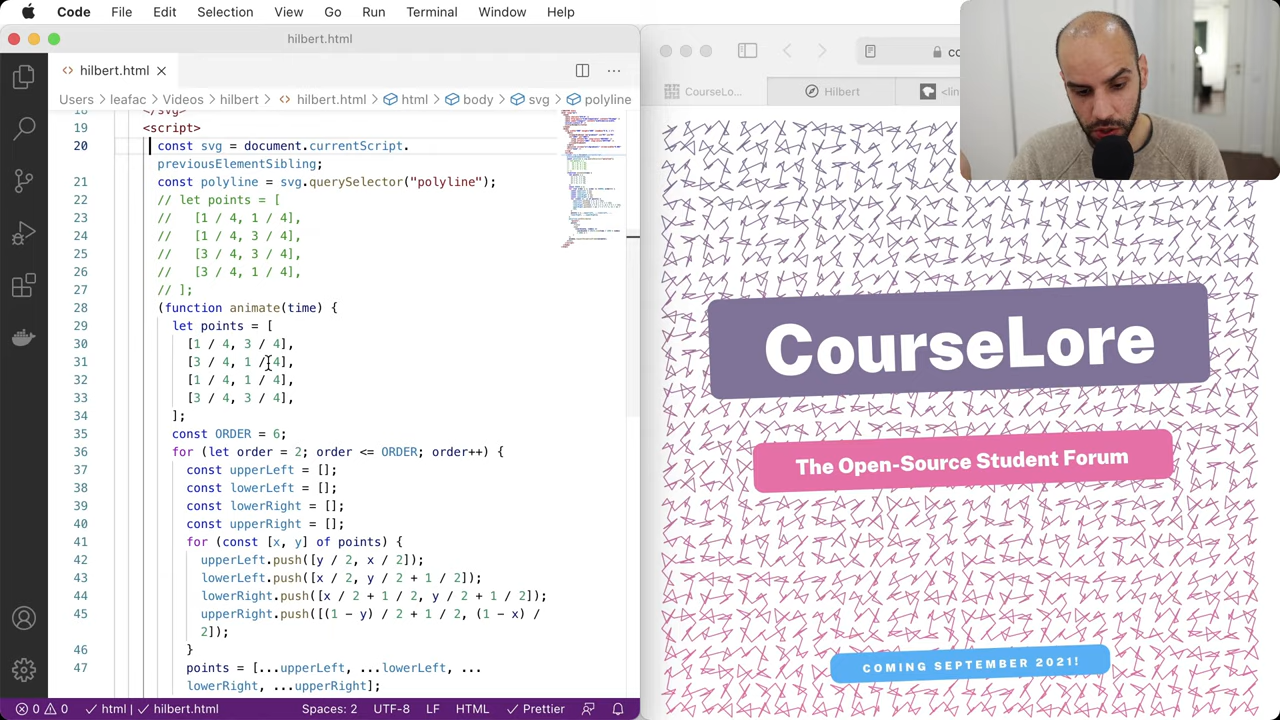 Code File Edit Selection View Go Run Terminal Window Help
hilbert.html
hilbert.html
Users leafac Videos hilbert hilbert.html html body svg polyline
18 </svg>
19 <script>
20 const svg = document.currentScript.
previousElementSibling;
21 const polyline = svg.querySelector("polyline");
22 // let points = [
23 // [1 / 4, 1 / 4],
24 // [1 / 4, 3 / 4],
25 // [3 / 4, 3 / 4],
26 // [3 / 4, 1 / 4],
27 // ];
28 (function animate(time) {
29 let points = [
30 [1 / 4, 3 / 4],
31 [3 / 4, 1 / 4],
32 [1 / 4, 1 / 4],
33 [3 / 4, 3 / 4],
34 ];
35 const ORDER = 6;
36 for (let order = 2; order <= ORDER; order++) {
37 const upperLeft = [];
38 const lowerLeft = [];
39 const lowerRight = [];
40 const upperRight = [];
41 for (const [x, y] of points) {
42 upperLeft.push([y / 2, x / 2]);
43 lowerLeft.push([x / 2, y / 2 + 1 / 2]);
44 lowerRight.push([x / 2 + 1 / 2, y / 2 + 1 / 2]);
45 upperRight.push([(1 - y) / 2 + 1 / 2, (1 - x) /
2]);
46 }
47 points = [...upperLeft, ...lowerLeft, ...
lowerRight, ...upperRight];
0 0 html | hilbert.html Spaces: 2 UTF-8 LF HTML Prettier
co
CourseLo... Hilbert <lin
CourseLore
The Open-Source Student Forum
COMING SEPTEMBER 2021!